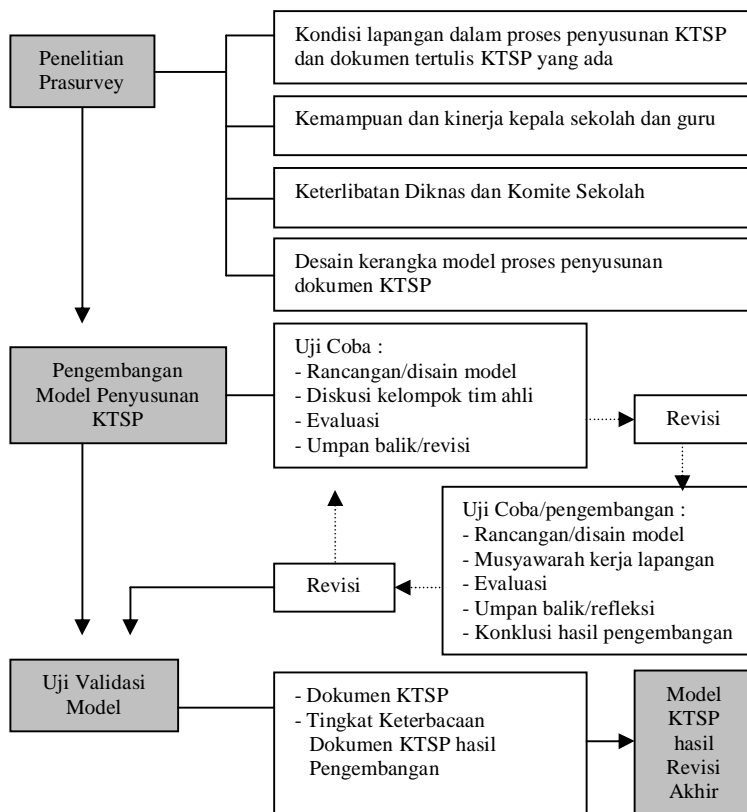 Penelitian
Prasurvey
Kondisi lapangan dalam proses penyusunan KTSP
dan dokumen tertulis KTSP yang ada
Kemampuan dan kinerja kepala sekolah dan guru
Keterlibatan Diknas dan Komite Sekolah
Desain kerangka model proses penyusunan
dokumen KTSP
Pengembangan
Model Penyusunan
KTSP
Uji Coba :
- Rancangan/disain model
- Diskusi kelompok tim ahli
- Evaluasi
- Umpan balik/revisi
Revisi
Uji Coba/pengembangan :
- Rancangan/disain model
- Musyawarah kerja lapangan
- Evaluasi
- Umpan balik/refleksi
- Konklusi hasil pengembangan
Revisi
Uji Validasi
Model
- Dokumen KTSP
- Tingkat Keterbacaan
Dokumen KTSP hasil
Pengembangan
Model
KTSP
hasil
Revisi
Akhir